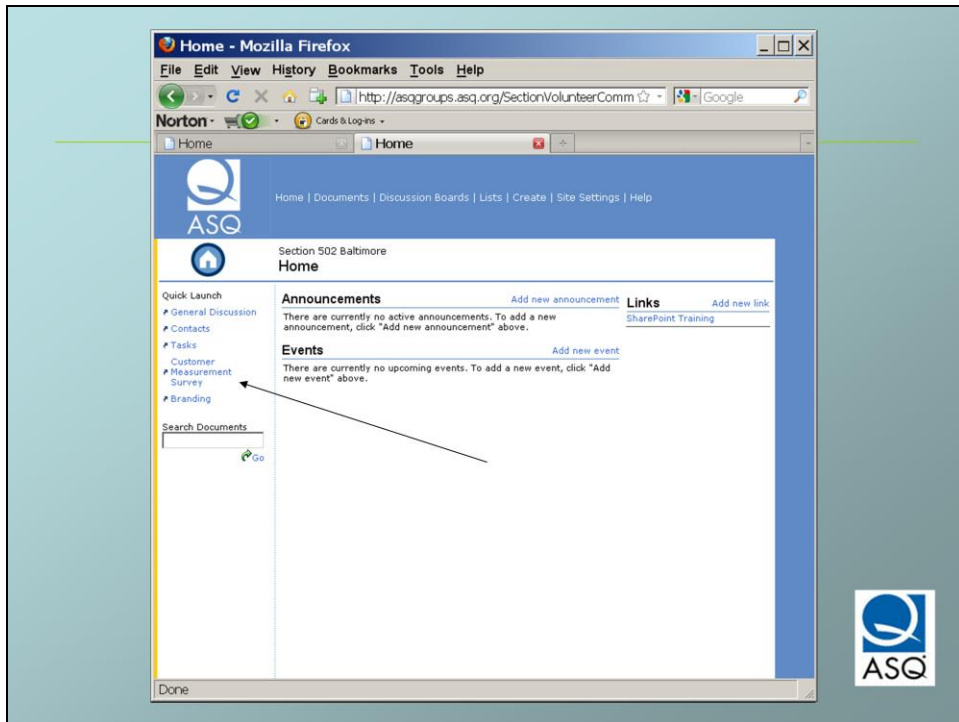 Home - Mozilla Firefox
File Edit View History Bookmarks Tools Help
http://asqgroups.asq.org/SectionVolunteerComm Google
Norton Cards & Log-ins
Home Home
ASQ
Home | Documents | Discussion Boards | Lists | Create | Site Settings | Help
Section 502 Baltimore
Home
Quick Launch
General Discussion
Contacts
Tasks
Customer
Measurement
Survey
Branding
Search Documents
Go
Announcements Add new announcement
There are currently no active announcements. To add a new
announcement, click "Add new announcement" above.
Events Add new event
There are currently no upcoming events. To add a new event, click "Add
new event" above.
Links Add new link
SharePoint Training
Done
ASQ